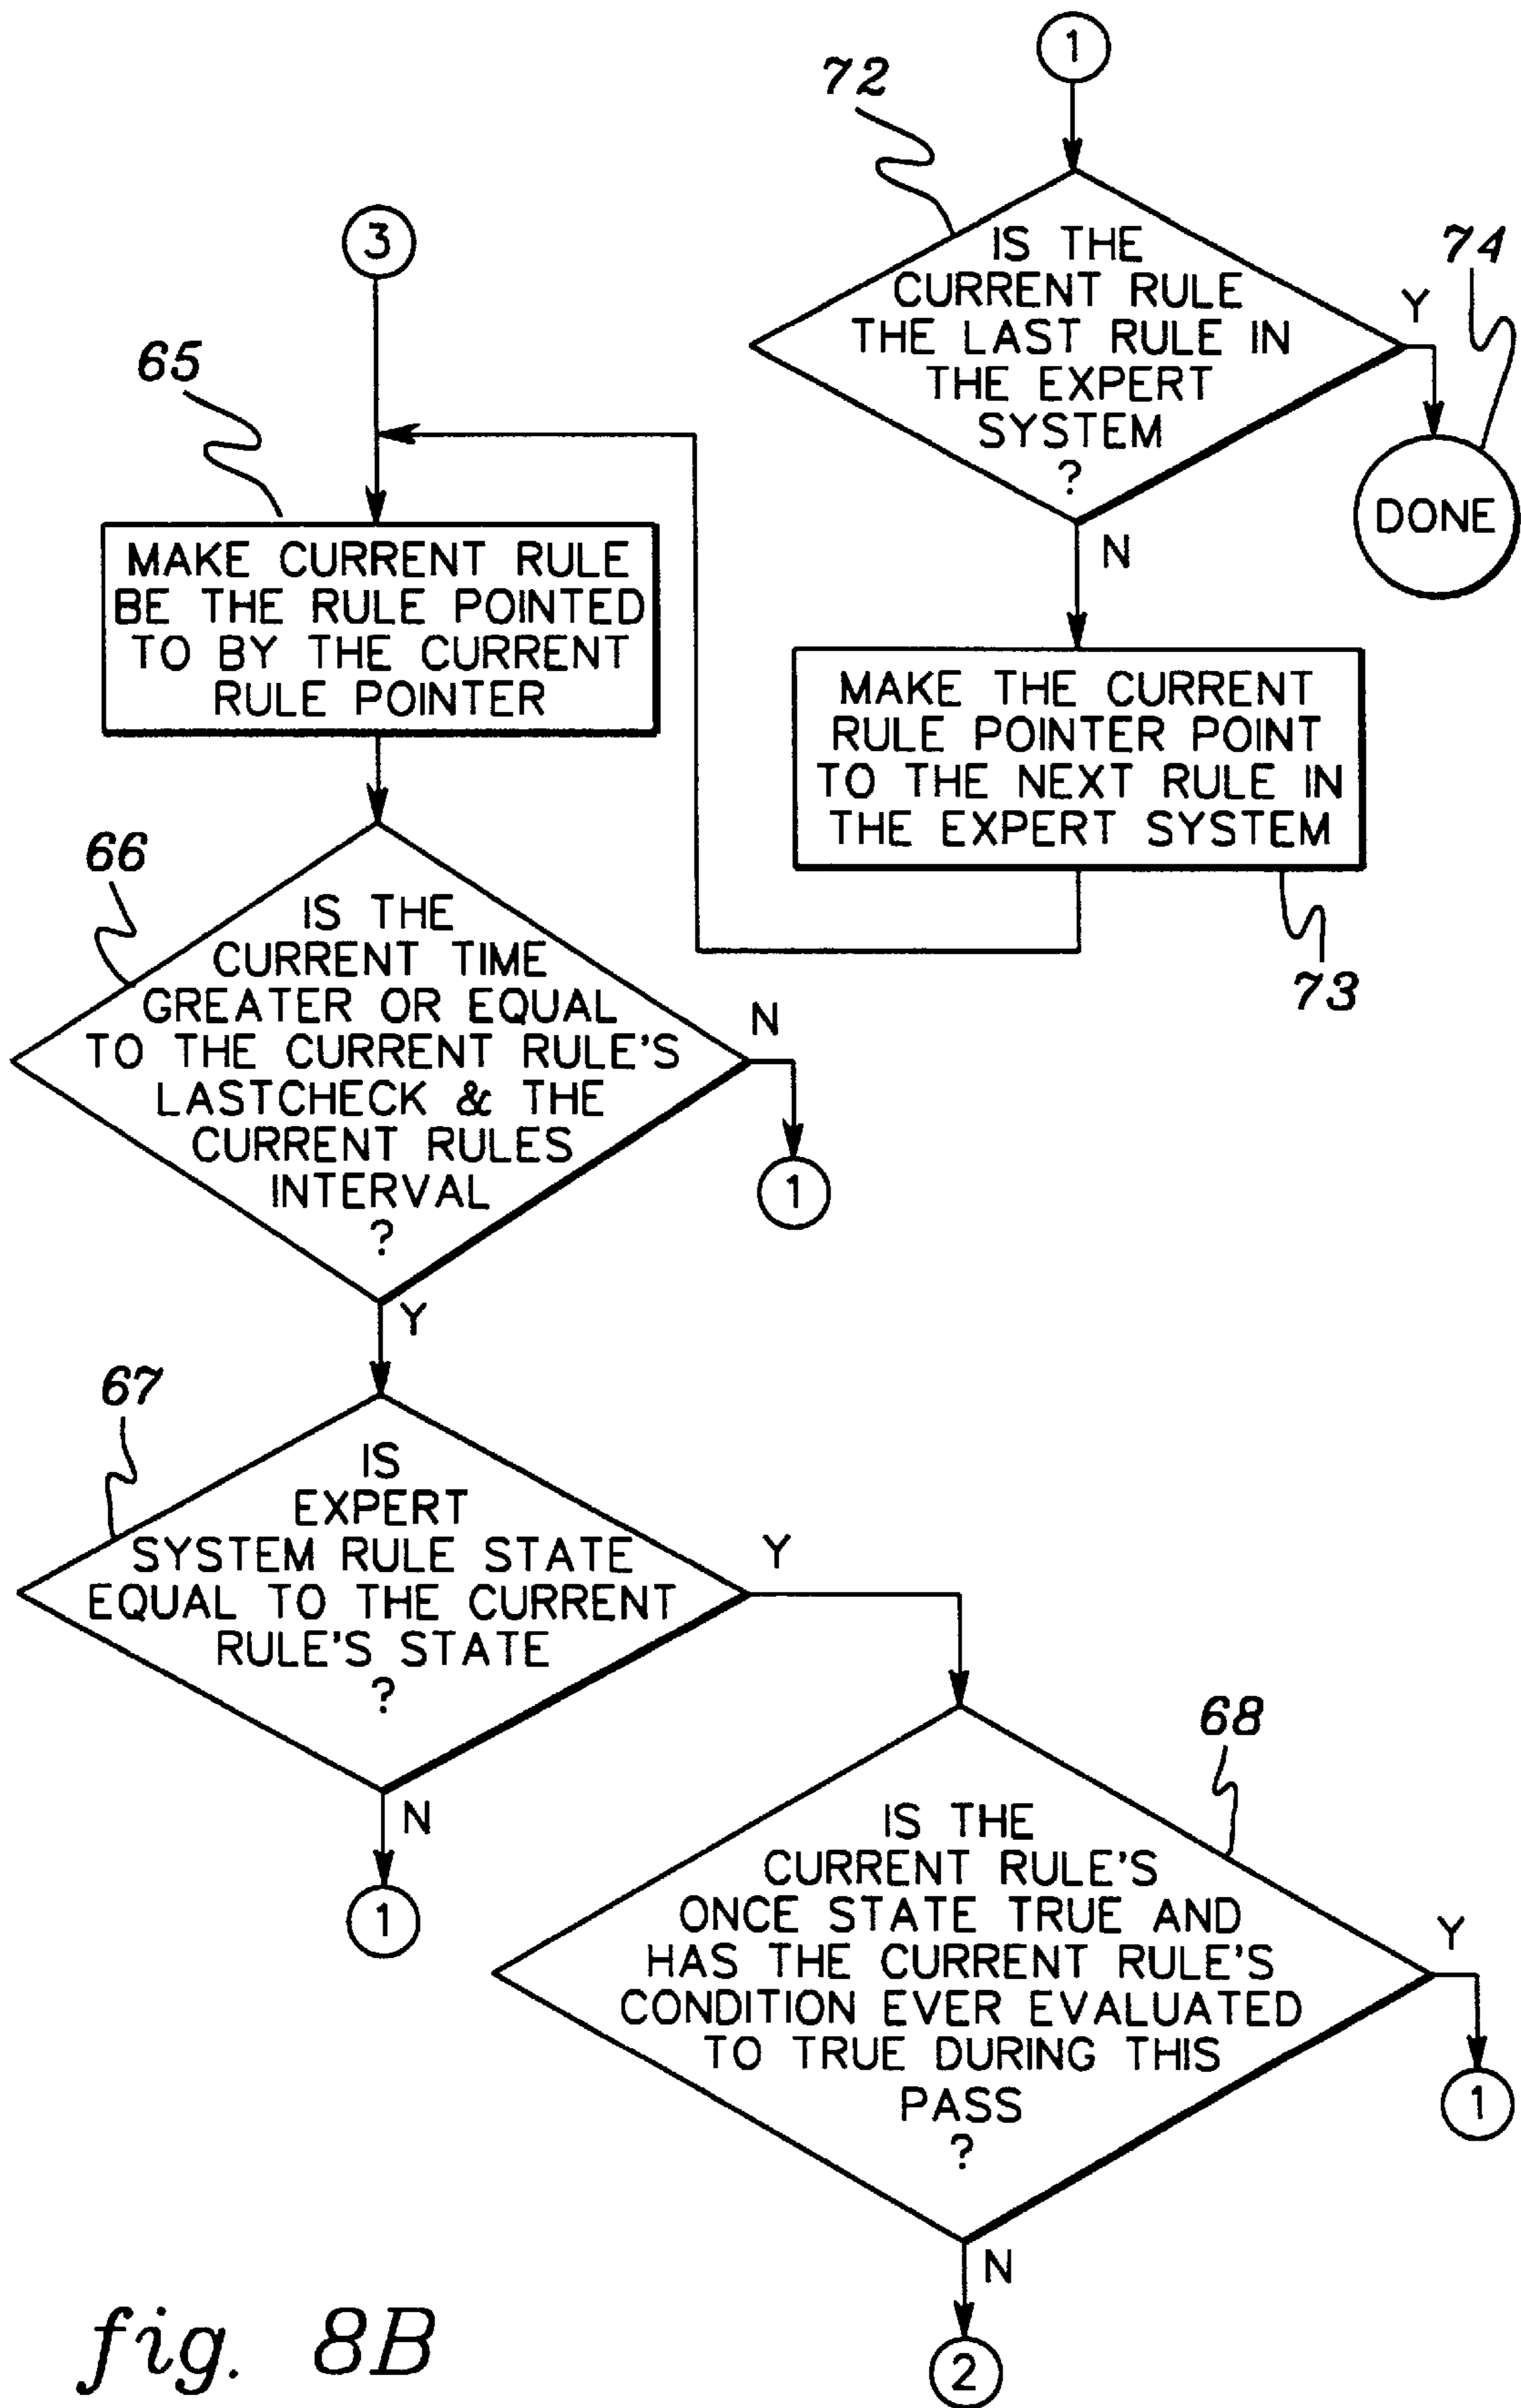 1
72
IS THE
CURRENT RULE
THE LAST RULE IN
THE EXPERT
SYSTEM
?
Y
74
DONE
N
MAKE THE CURRENT
RULE POINTER POINT
TO THE NEXT RULE IN
THE EXPERT SYSTEM
73
3
65
MAKE CURRENT RULE
BE THE RULE POINTED
TO BY THE CURRENT
RULE POINTER
66
IS THE
CURRENT TIME
GREATER OR EQUAL
TO THE CURRENT RULE'S
LASTCHECK & THE
CURRENT RULES
INTERVAL
?
N
1
Y
67
IS
EXPERT
SYSTEM RULE STATE
EQUAL TO THE CURRENT
RULE'S STATE
?
Y
N
1
68
IS THE
CURRENT RULE'S
ONCE STATE TRUE AND
HAS THE CURRENT RULE'S
CONDITION EVER EVALUATED
TO TRUE DURING THIS
PASS
?
Y
1
N
2
fig. 8B